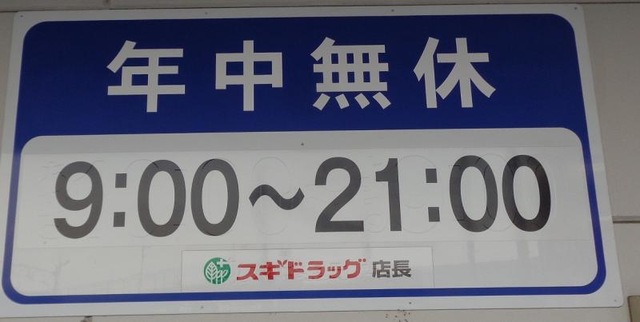 年中無休
9:00~21:00
スギドラッグ 店長